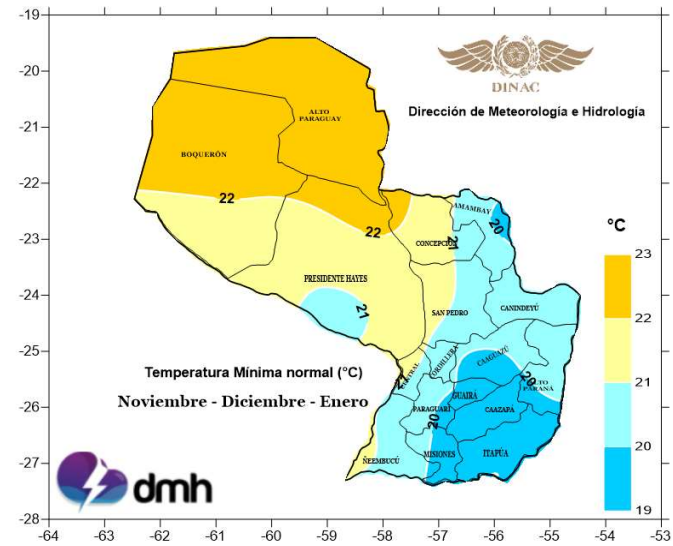 -19
-20
-21
-22
-23
-24
-25
-26
-27
-28
-64
-63
-62
-61
-60
-59
-58
-57
-56
-55
-54
-53
DINAC
Dirección de Meteorología e Hidrología
ALTO
PARAGUAY
BOQUERÓN
22
22
AMAMBAY
20
CONCEPCIÓN
21
°C
23
22
21
20
19
PRESIDENTE HAYES
21
SAN PEDRO
CANINDEYÚ
CORDILLERA
CAAGUAZÚ
20
ALTO
PARANÁ
CENTRAL
21
Temperatura Mínima normal (°C)
Noviembre - Diciembre - Enero
GUAIRÁ
PARAGUARÍ
CAAZAPÁ
20
ÑEEMBUCÚ
MISIONES
ITAPÚA
dmh